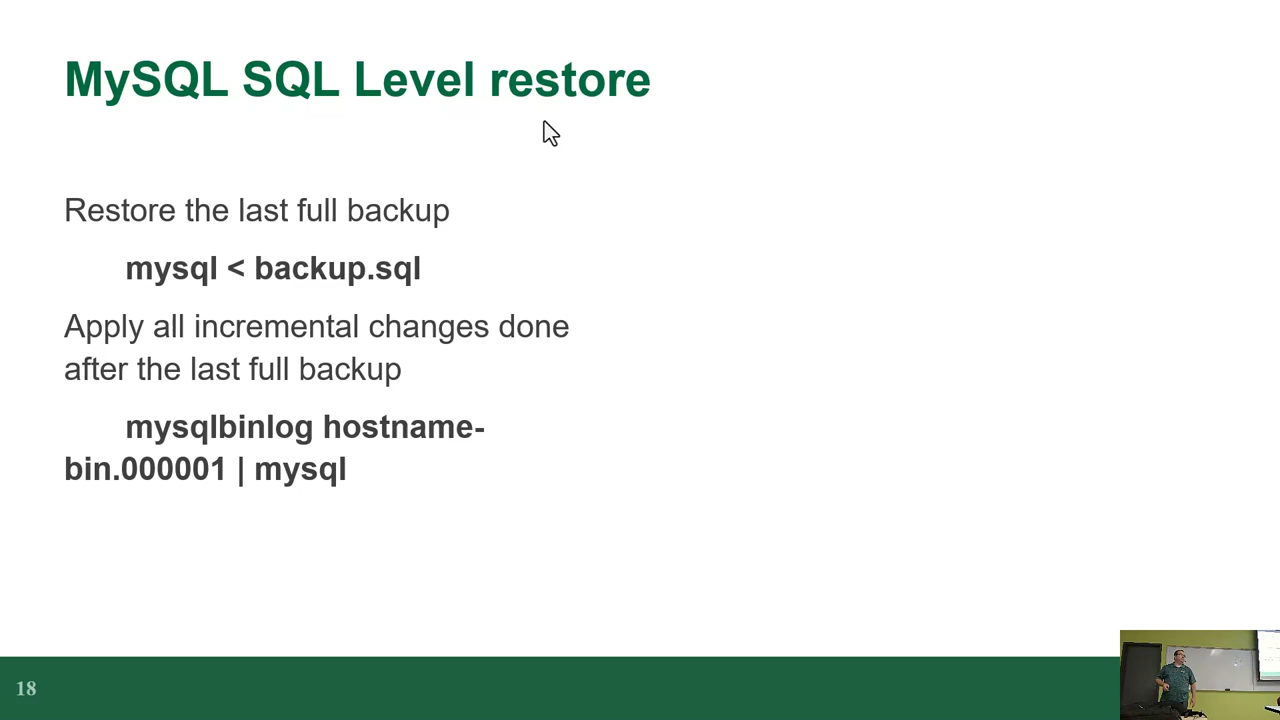 MySQL SQL Level restore
Restore the last full backup
mysql < backup.sql
Apply all incremental changes done
after the last full backup
mysqlbinlog hostname-
bin.000001 | mysql
18